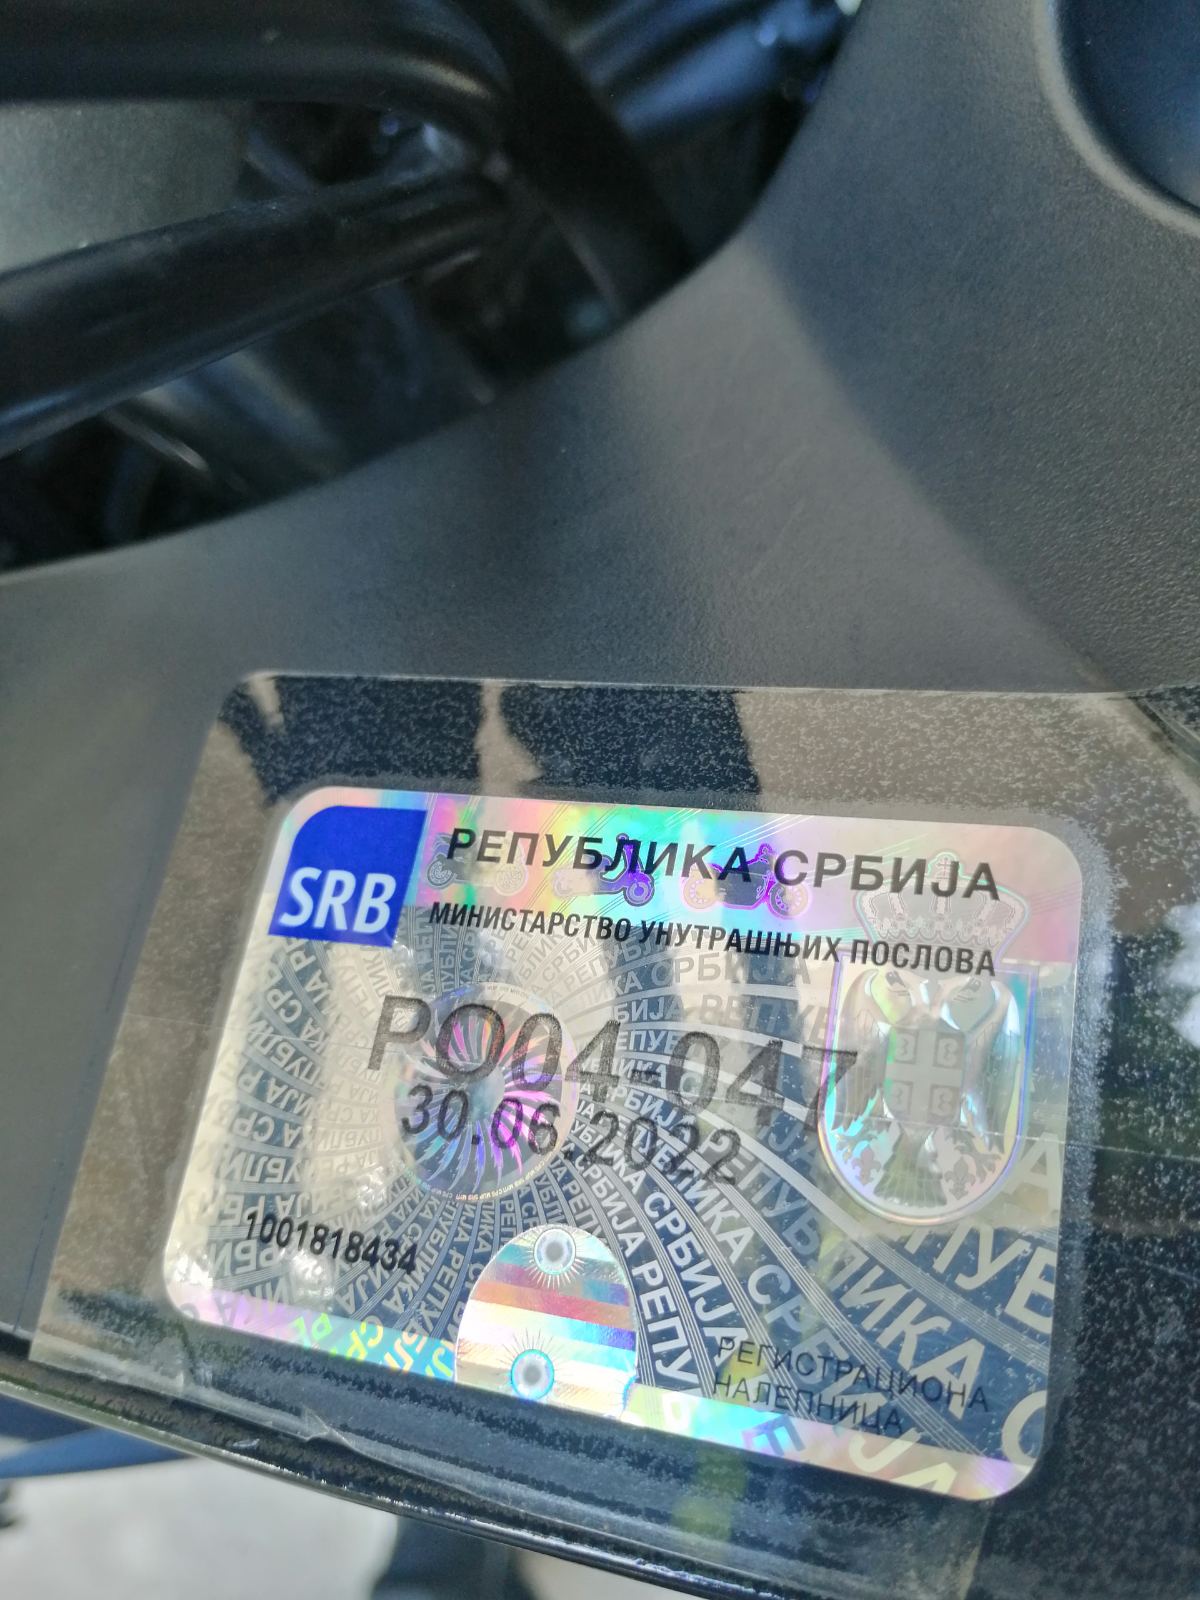 SRB
РЕПУБЛИКА СРБИЈА
МИНИСТАРСТВО УНУТРАШЊИХ ПОСЛОВА
PO04-047
30.06.2022
1001818434
РЕГИСТРАЦИОНА
НАЛЕПНИЦА